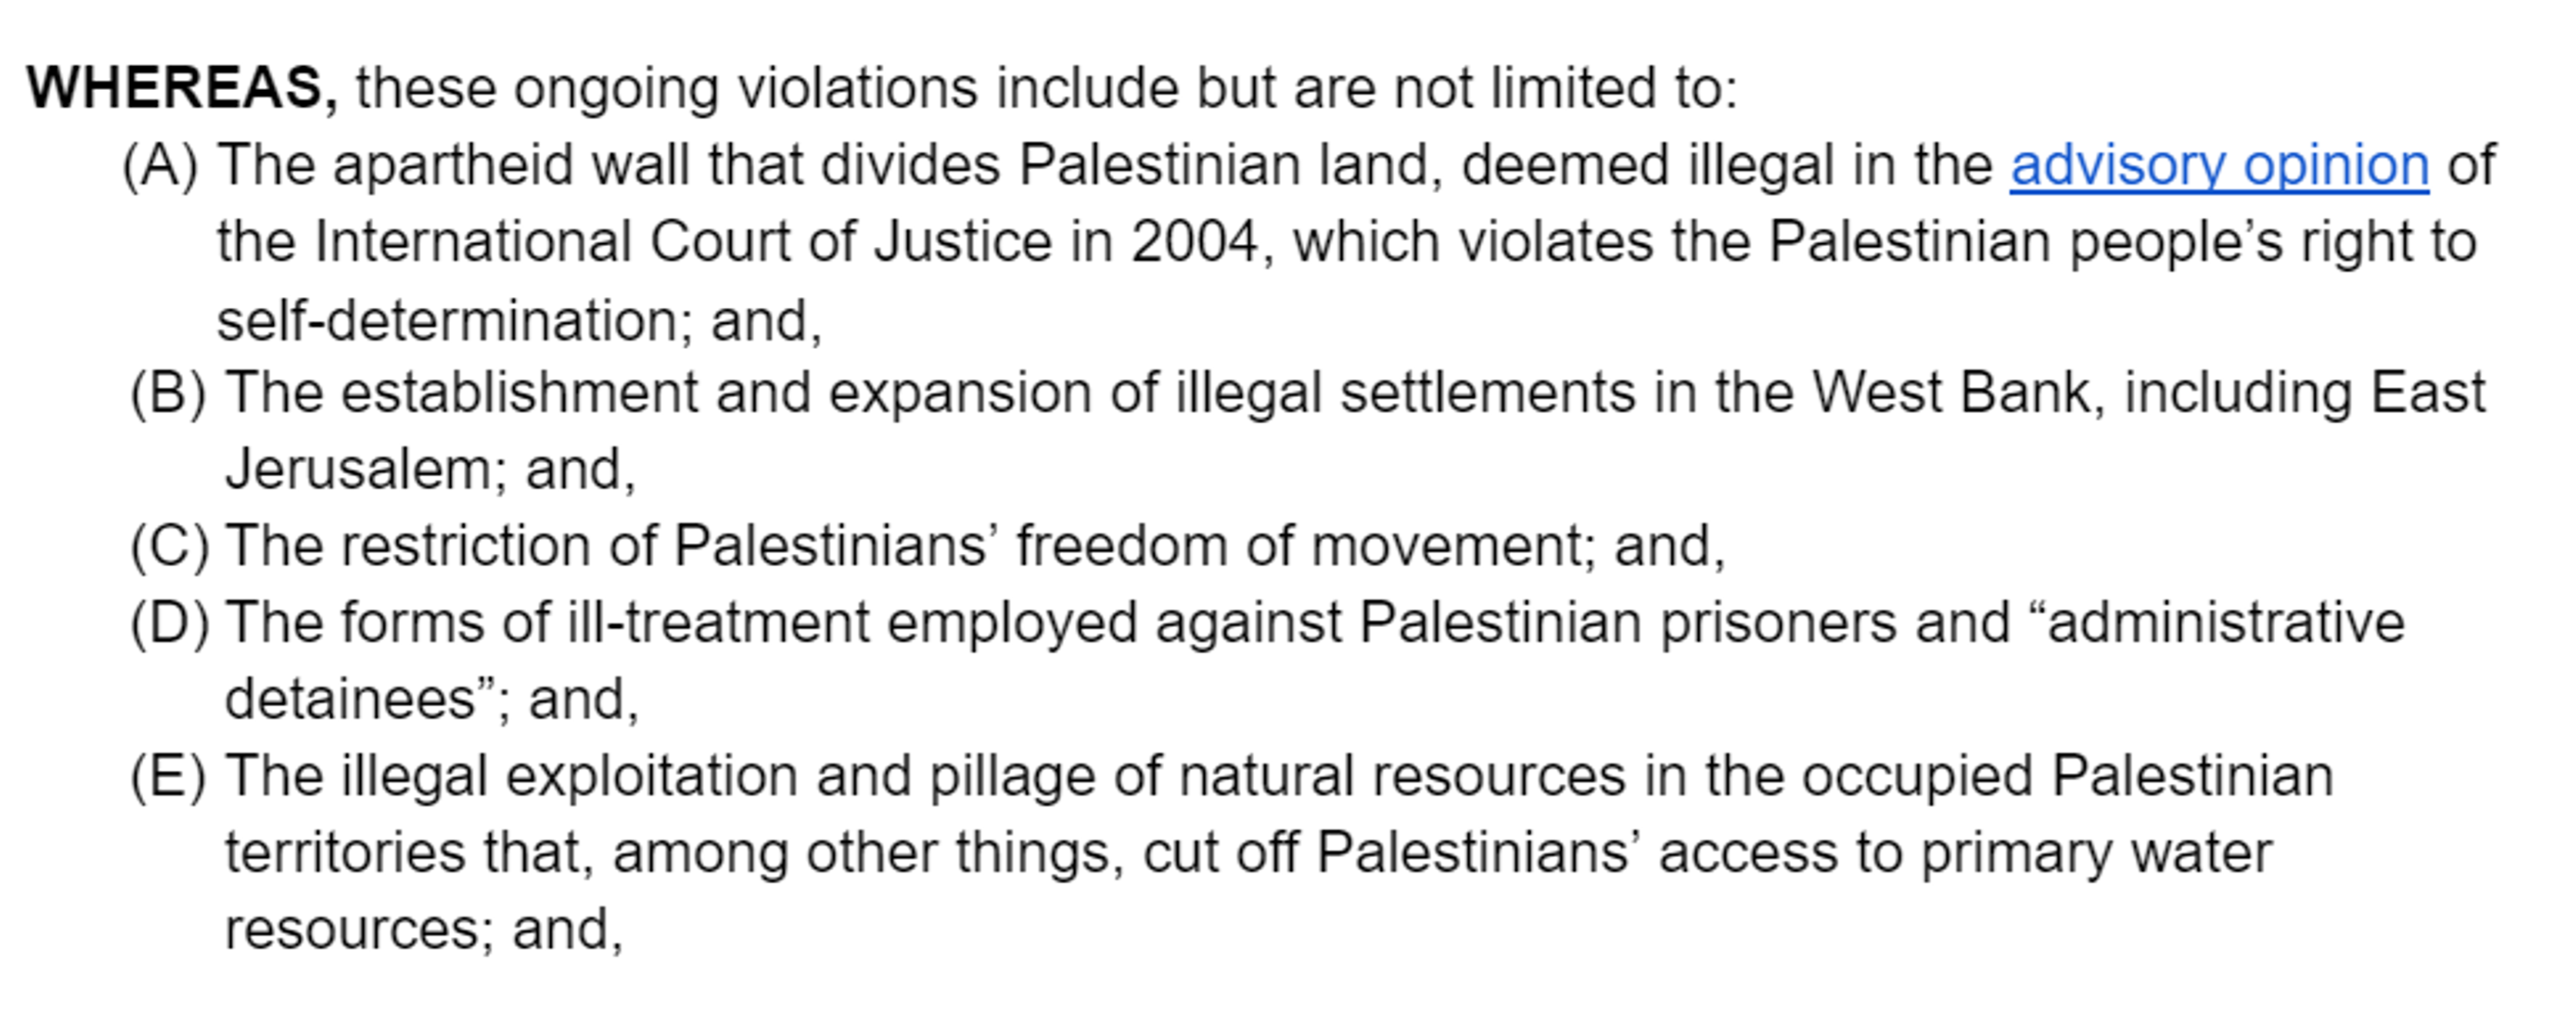 WHEREAS, these ongoing violations include but are not limited to:
(A) The apartheid wall that divides Palestinian land, deemed illegal in the advisory opinion of
the International Court of Justice in 2004, which violates the Palestinian people’s right to
self-determination; and,
(B) The establishment and expansion of illegal settlements in the West Bank, including East
Jerusalem; and,
(C) The restriction of Palestinians’ freedom of movement; and,
(D) The forms of ill-treatment employed against Palestinian prisoners and “administrative
detainees”; and,
(E) The illegal exploitation and pillage of natural resources in the occupied Palestinian
territories that, among other things, cut off Palestinians’ access to primary water
resources; and,